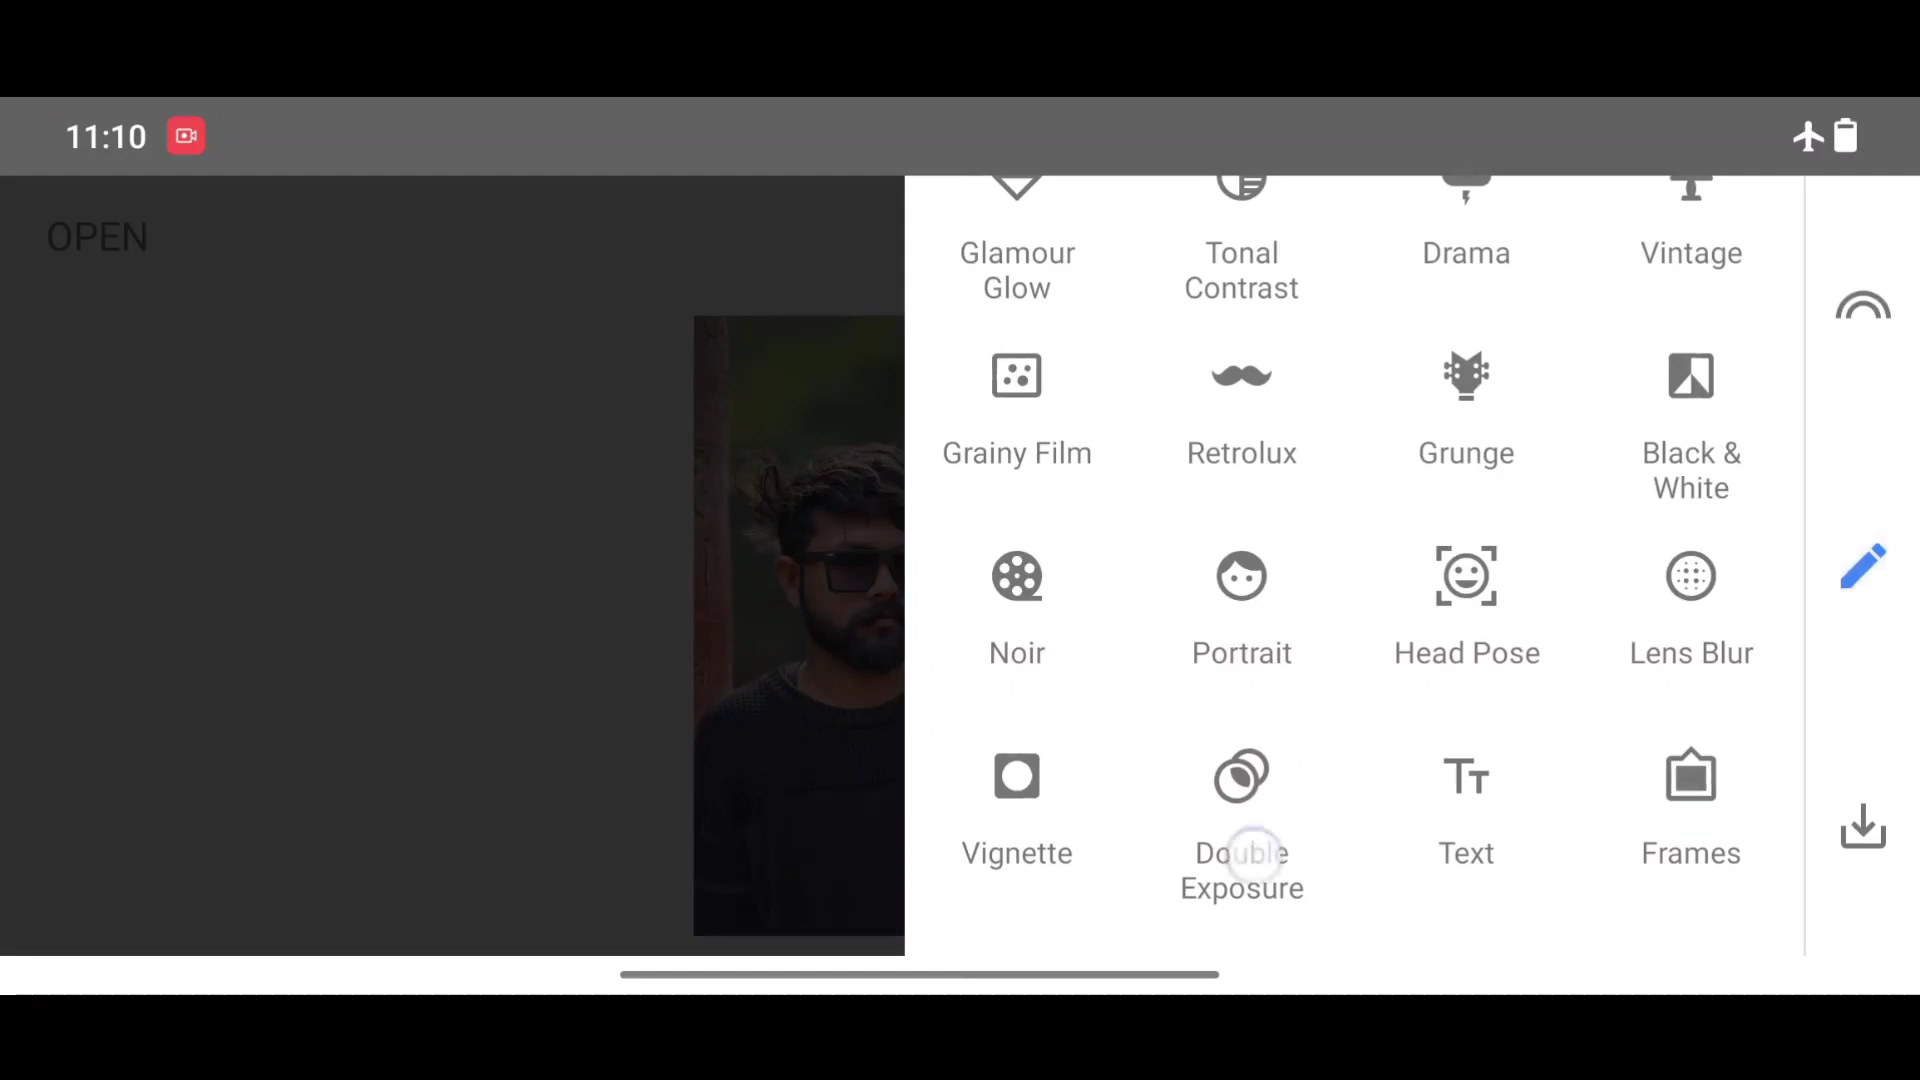 11:10
OPEN
Glamour
Glow
Tonal
Contrast
Drama
Vintage
Grainy Film
Retrolux
Grunge
Black &
White
Noir
Portrait
Head Pose
Lens Blur
Vignette
Double
Exposure
Text
Frames